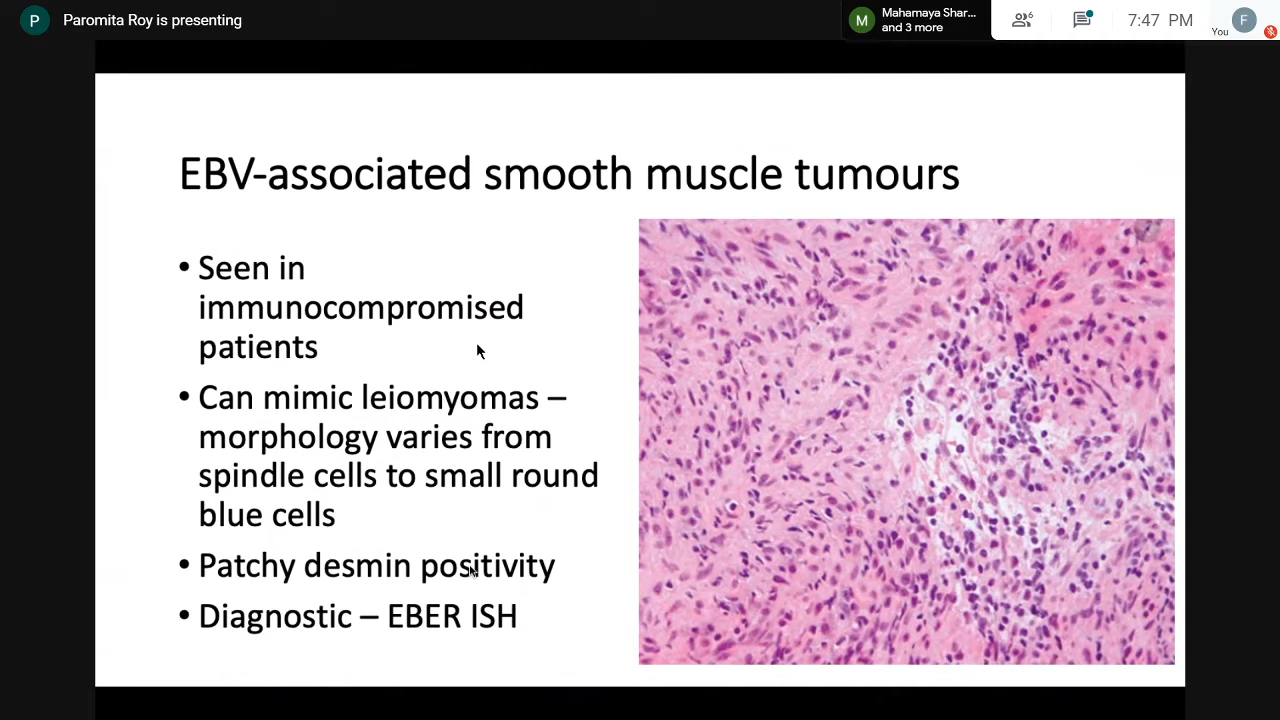 P
Paromita Roy is presenting
M
Mahamaya Shar...
and 3 more
6
7:47 PM
You
F
EBV-associated smooth muscle tumours
• Seen in
immunocompromised
patients
• Can mimic leiomyomas –
morphology varies from
spindle cells to small round
blue cells
• Patchy desmin positivity
• Diagnostic – EBER ISH